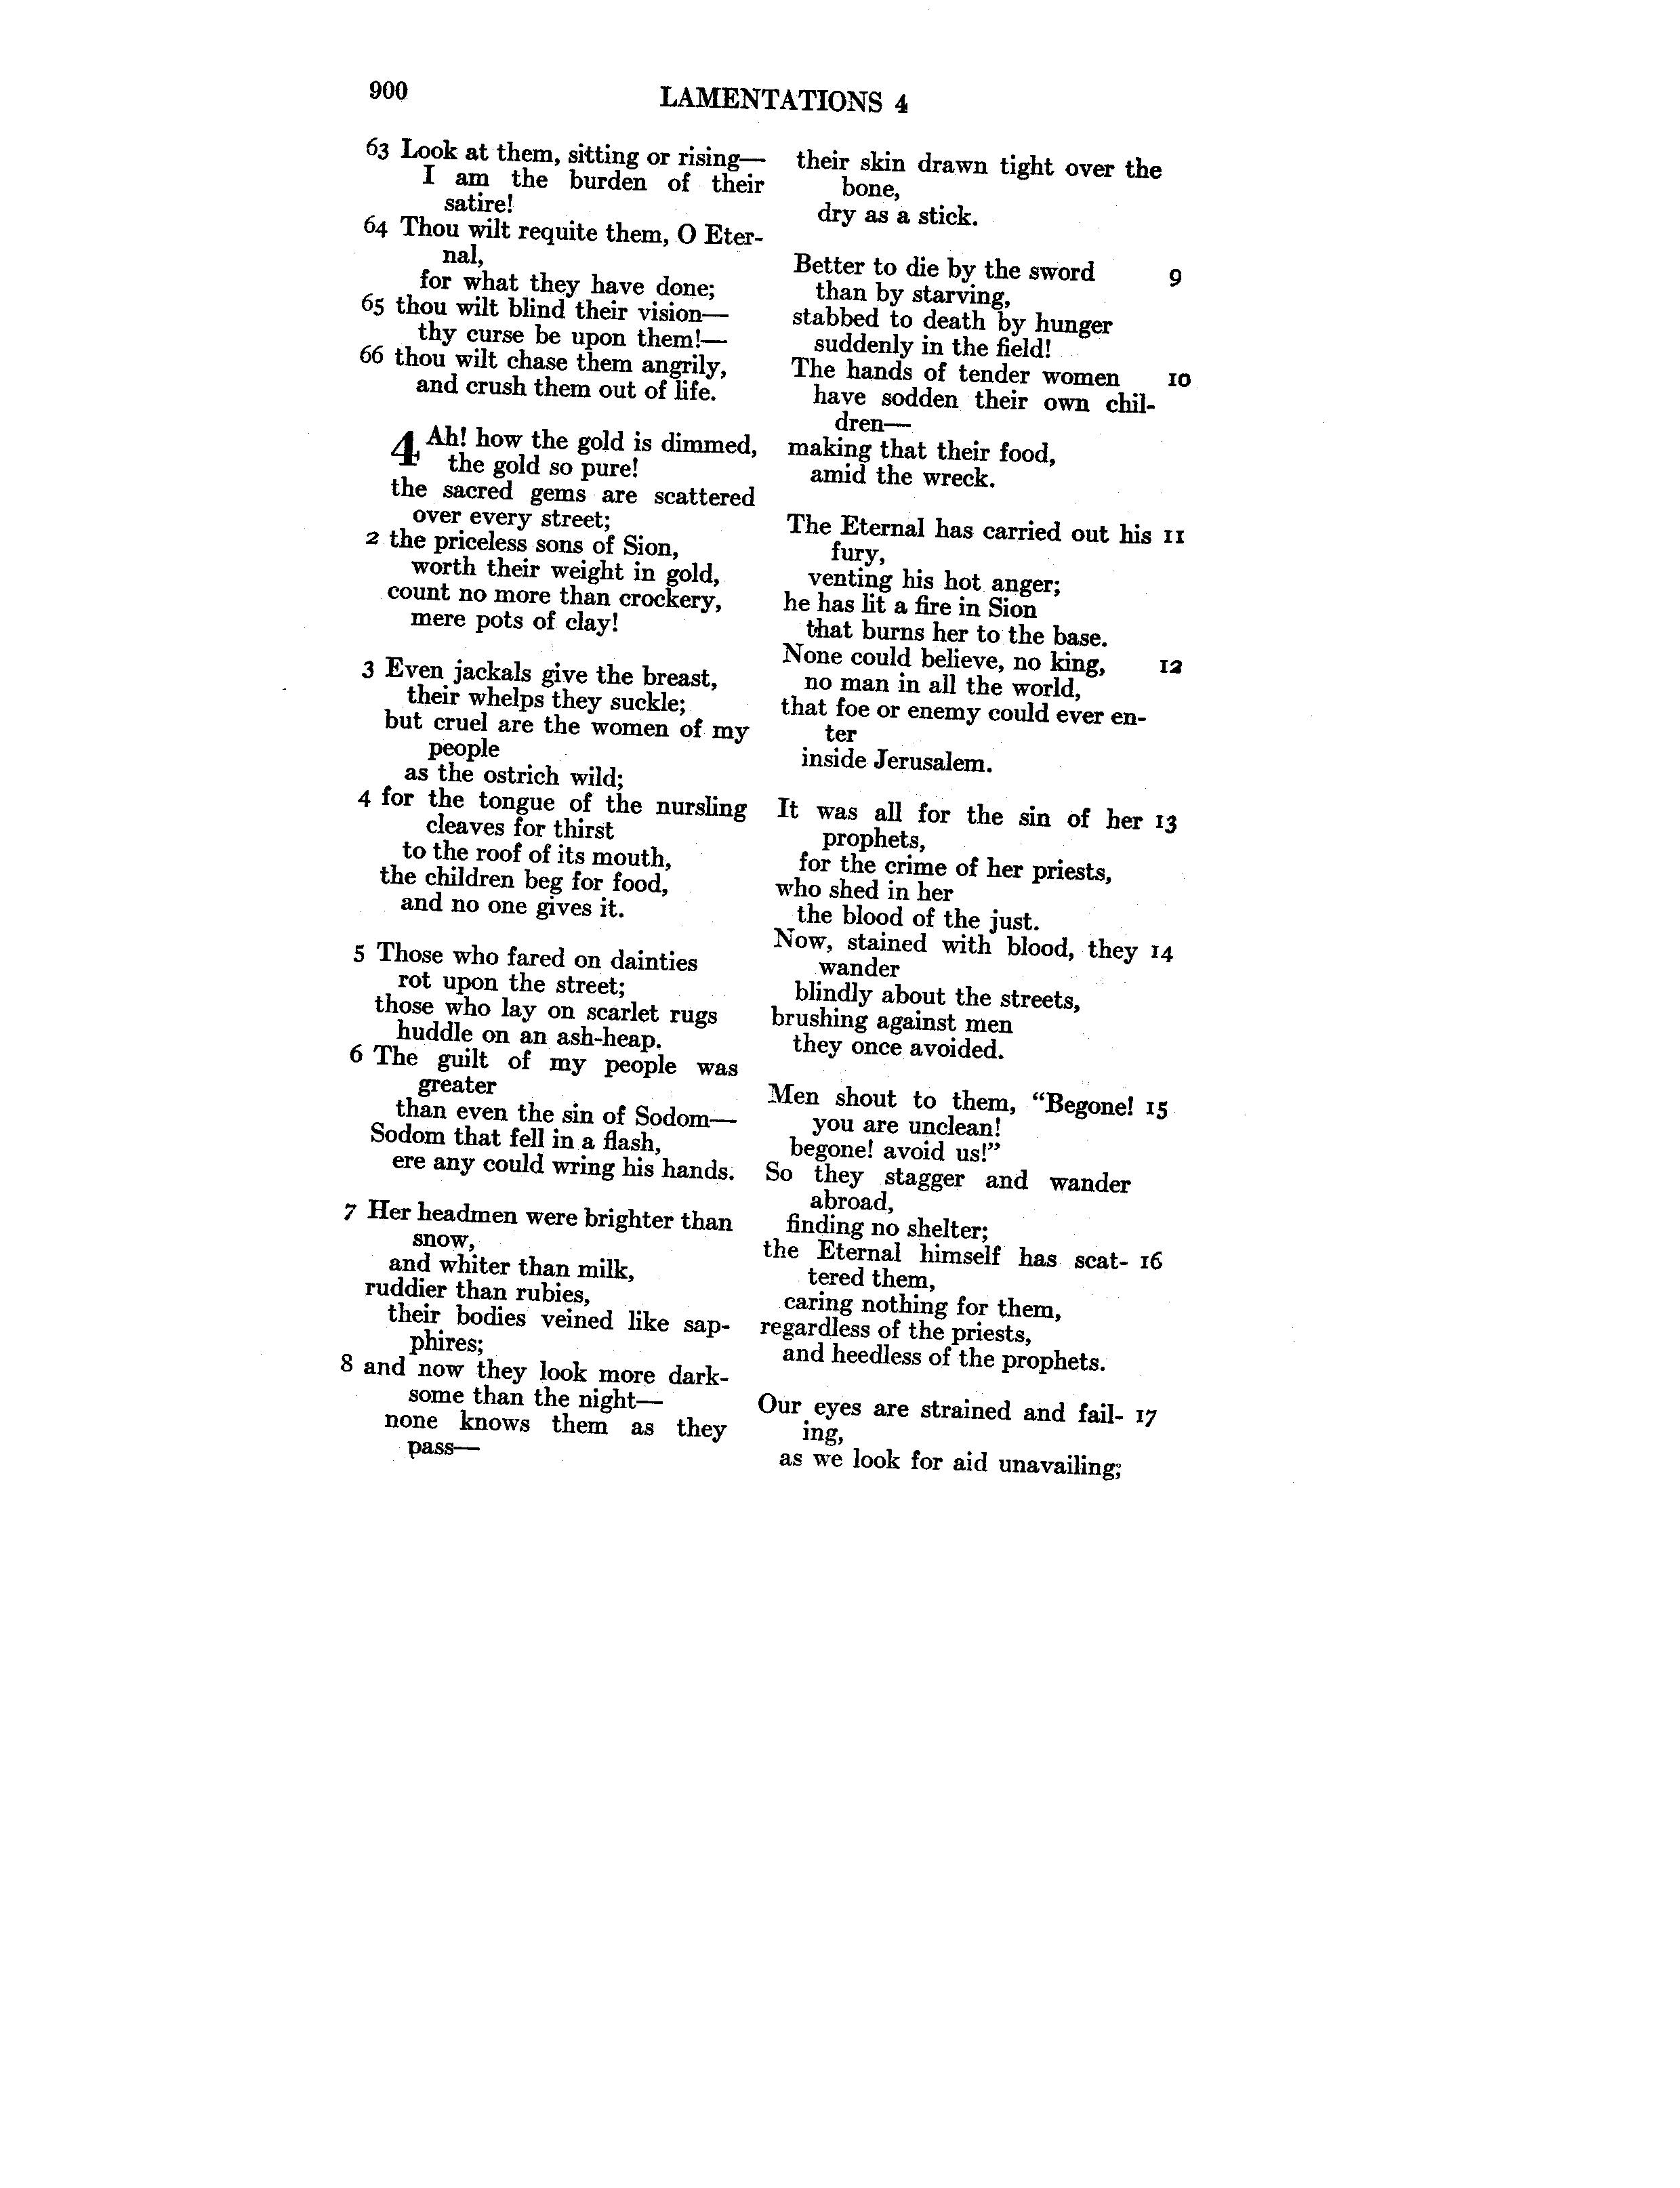 900
LAMENTATIONS 4
63 Look at them, sitting or rising—
I am the burden of their
satire!
64 Thou wilt requite them, O Eter-
nal,
for what they have done;
65 thou wilt blind their vision—
thy curse be upon them!—
66 thou wilt chase them angrily,
and crush them out of life.
4 Ah! how the gold is dimmed,
the gold so pure!
the sacred gems are scattered
over every street;
2 the priceless sons of Sion,
worth their weight in gold,
count no more than crockery,
mere pots of clay!
3 Even jackals give the breast,
their whelps they suckle;
but cruel are the women of my
people
as the ostrich wild;
4 for the tongue of the nursling
cleaves for thirst
to the roof of its mouth,
the children beg for food,
and no one gives it.
5 Those who fared on dainties
rot upon the street;
those who lay on scarlet rugs
huddle on an ash-heap.
6 The guilt of my people was
greater
than even the sin of Sodom—
Sodom that fell in a flash,
ere any could wring his hands.
7 Her headmen were brighter than
snow,
and whiter than milk,
ruddier than rubies,
their bodies veined like sap-
phires;
8 and now they look more dark-
some than the night—
none knows them as they
pass—
their skin drawn tight over the
bone,
dry as a stick.
Better to die by the sword 9
than by starving,
stabbed to death by hunger
suddenly in the field!
The hands of tender women 10
have sodden their own chil-
dren—
making that their food,
amid the wreck.
The Eternal has carried out his 11
fury,
venting his hot anger;
he has lit a fire in Sion
that burns her to the base.
None could believe, no king, 12
no man in all the world,
that foe or enemy could ever en-
ter
inside Jerusalem.
It was all for the sin of her 13
prophets,
for the crime of her priests,
who shed in her
the blood of the just.
Now, stained with blood, they 14
wander
blindly about the streets,
brushing against men
they once avoided.
Men shout to them, “Begone! 15
you are unclean!
begone! avoid us!”
So they stagger and wander
abroad,
finding no shelter;
the Eternal himself has scat- 16
tered them,
caring nothing for them,
regardless of the priests,
and heedless of the prophets.
Our eyes are strained and fail- 17
ing,
as we look for aid unavailing;